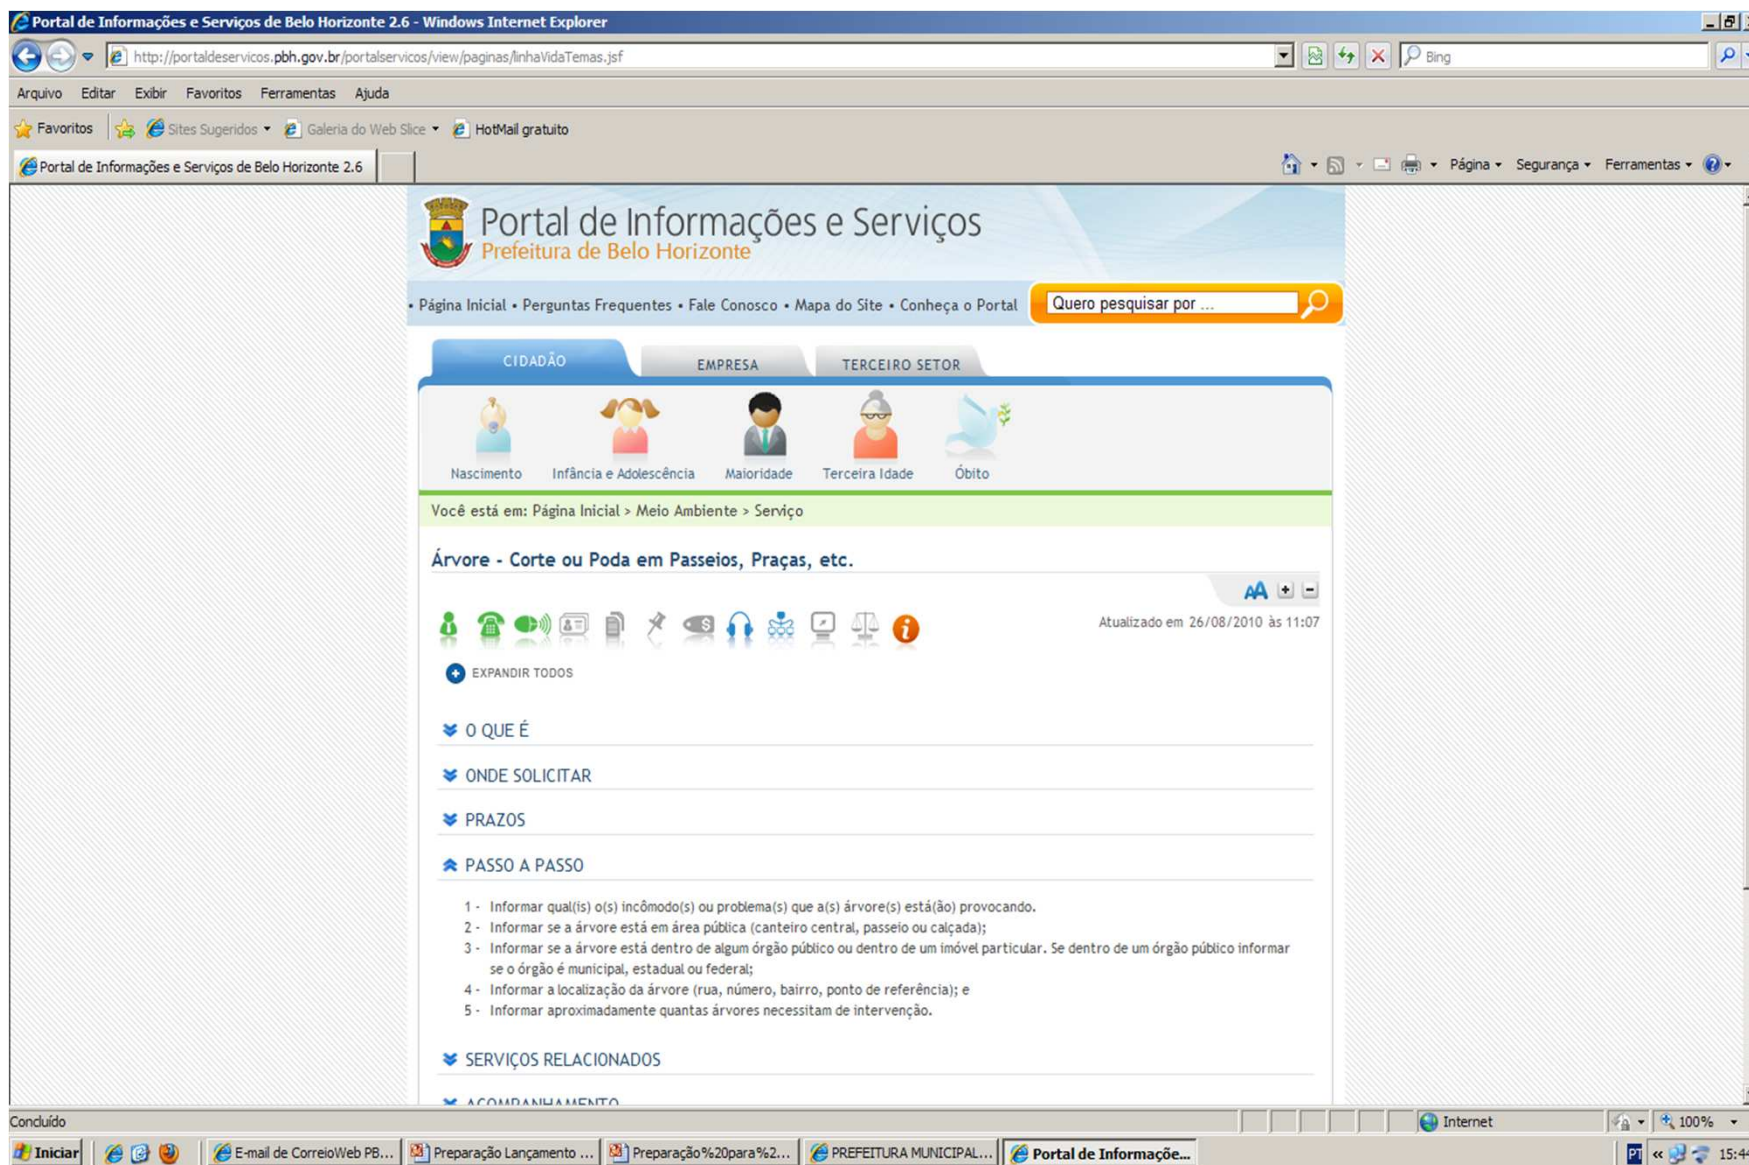 Portal de Informações e Serviços de Belo Horizonte 2.6 - Windows Internet Explorer
http://portaldeservicos.pbh.gov.br/portalservicos/view/paginas/linhaVidaTemas.jsf
Bing
Arquivo Editar Exibir Favoritos Ferramentas Ajuda
Favoritos Sites Sugeridos Galeria do Web Slice HotMail gratuito
Portal de Informações e Serviços de Belo Horizonte 2.6
Página Segurança Ferramentas
Portal de Informações e Serviços
Prefeitura de Belo Horizonte
• Página Inicial • Perguntas Frequentes • Fale Conosco • Mapa do Site • Conheça o Portal
Quero pesquisar por ...
CIDADÃO EMPRESA TERCEIRO SETOR
Nascimento Infância e Adolescência Maioridade Terceira Idade Óbito
Você está em: Página Inicial > Meio Ambiente > Serviço
Árvore - Corte ou Poda em Passeios, Praças, etc.
AA + -
Atualizado em 26/08/2010 às 11:07
EXPANDIR TODOS
O QUE É
ONDE SOLICITAR
PRAZOS
PASSO A PASSO
1 - Informar qual(is) o(s) incômodo(s) ou problema(s) que a(s) árvore(s) está(ão) provocando.
2 - Informar se a árvore está em área pública (canteiro central, passeio ou calçada);
3 - Informar se a árvore está dentro de algum órgão público ou dentro de um imóvel particular. Se dentro de um órgão público informar
se o órgão é municipal, estadual ou federal;
4 - Informar a localização da árvore (rua, número, bairro, ponto de referência); e
5 - Informar aproximadamente quantas árvores necessitam de intervenção.
SERVIÇOS RELACIONADOS
ACOMPANHAMENTO
Concluído
Internet
100%
Iniciar
E-mail de CorreioWeb PB...
Preparação Lançamento ...
Preparação%20para%2...
PREFEITURA MUNICIPAL...
Portal de Informaçõe...
PT
15:44